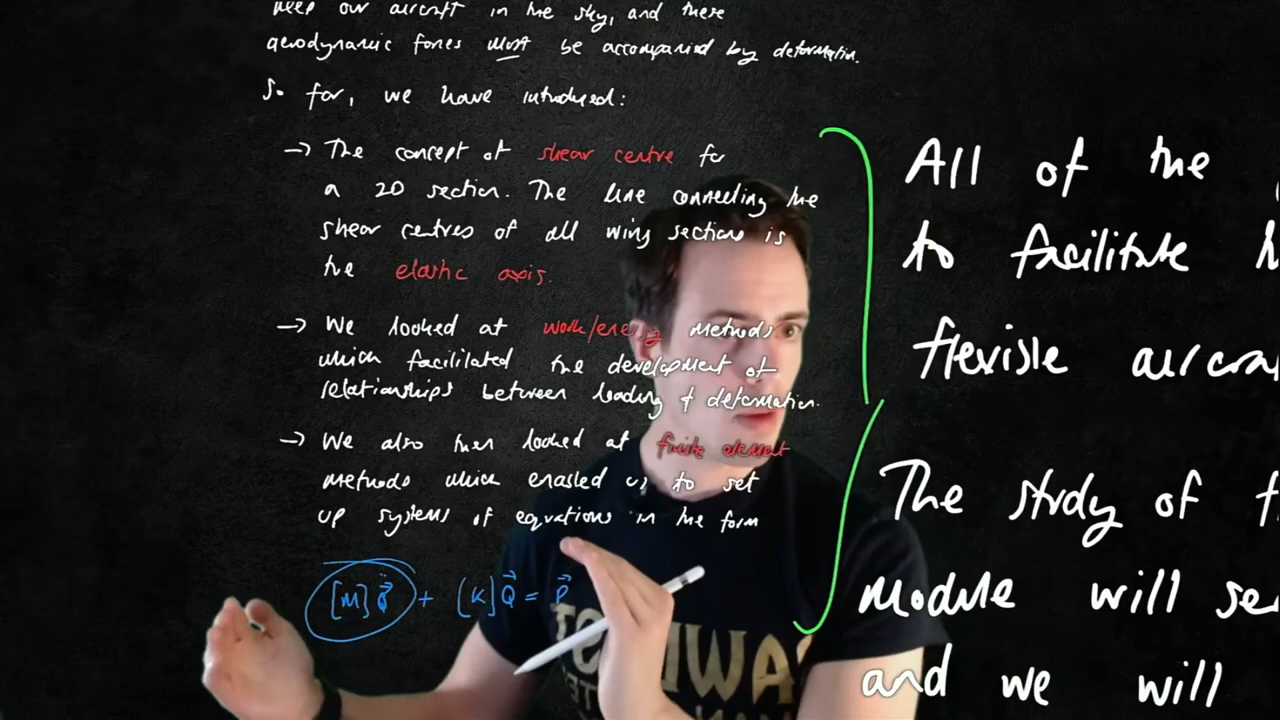 keep our aircraft in the sky, and these
aerodynamic forces must be accompanied by deformation.
So far, we have introduced:
→ The concept of shear centre for
a 2D section. The line connecting the
shear centres of all wing sections is
the elastic axis.
→ We looked at work/energy methods
which facilitated the development of
relationships between loading & deformation.
→ We also then looked at finite element
methods which enabled us to set
up systems of equations in the form
[M]Q̈⃗ + [K]Q⃗ = P⃗
All of the
to facilitate
flexible aircra
The study of
module will se
and we will